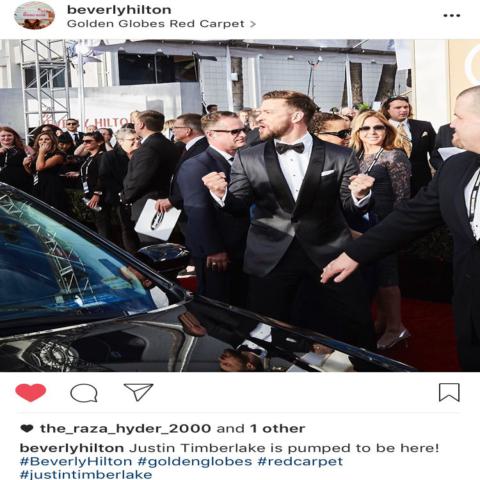 beverlyhilton
Golden Globes Red Carpet >
the_raza_hyder_2000 and 1 other
beverlyhilton Justin Timberlake is pumped to be here!
#BeverlyHilton #goldenglobes #redcarpet
#justintimberlake